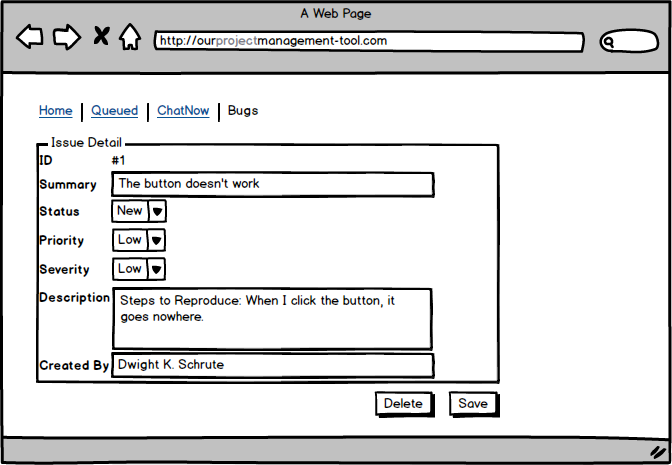 A Web Page
http://ourprojectmanagement-tool.com
Home Queued ChatNow Bugs
Issue Detail
ID #1
Summary The button doesn't work
Status New
Priority Low
Severity Low
Description Steps to Reproduce: When I click the button, it
goes nowhere.
Created By Dwight K. Schrute
Delete Save